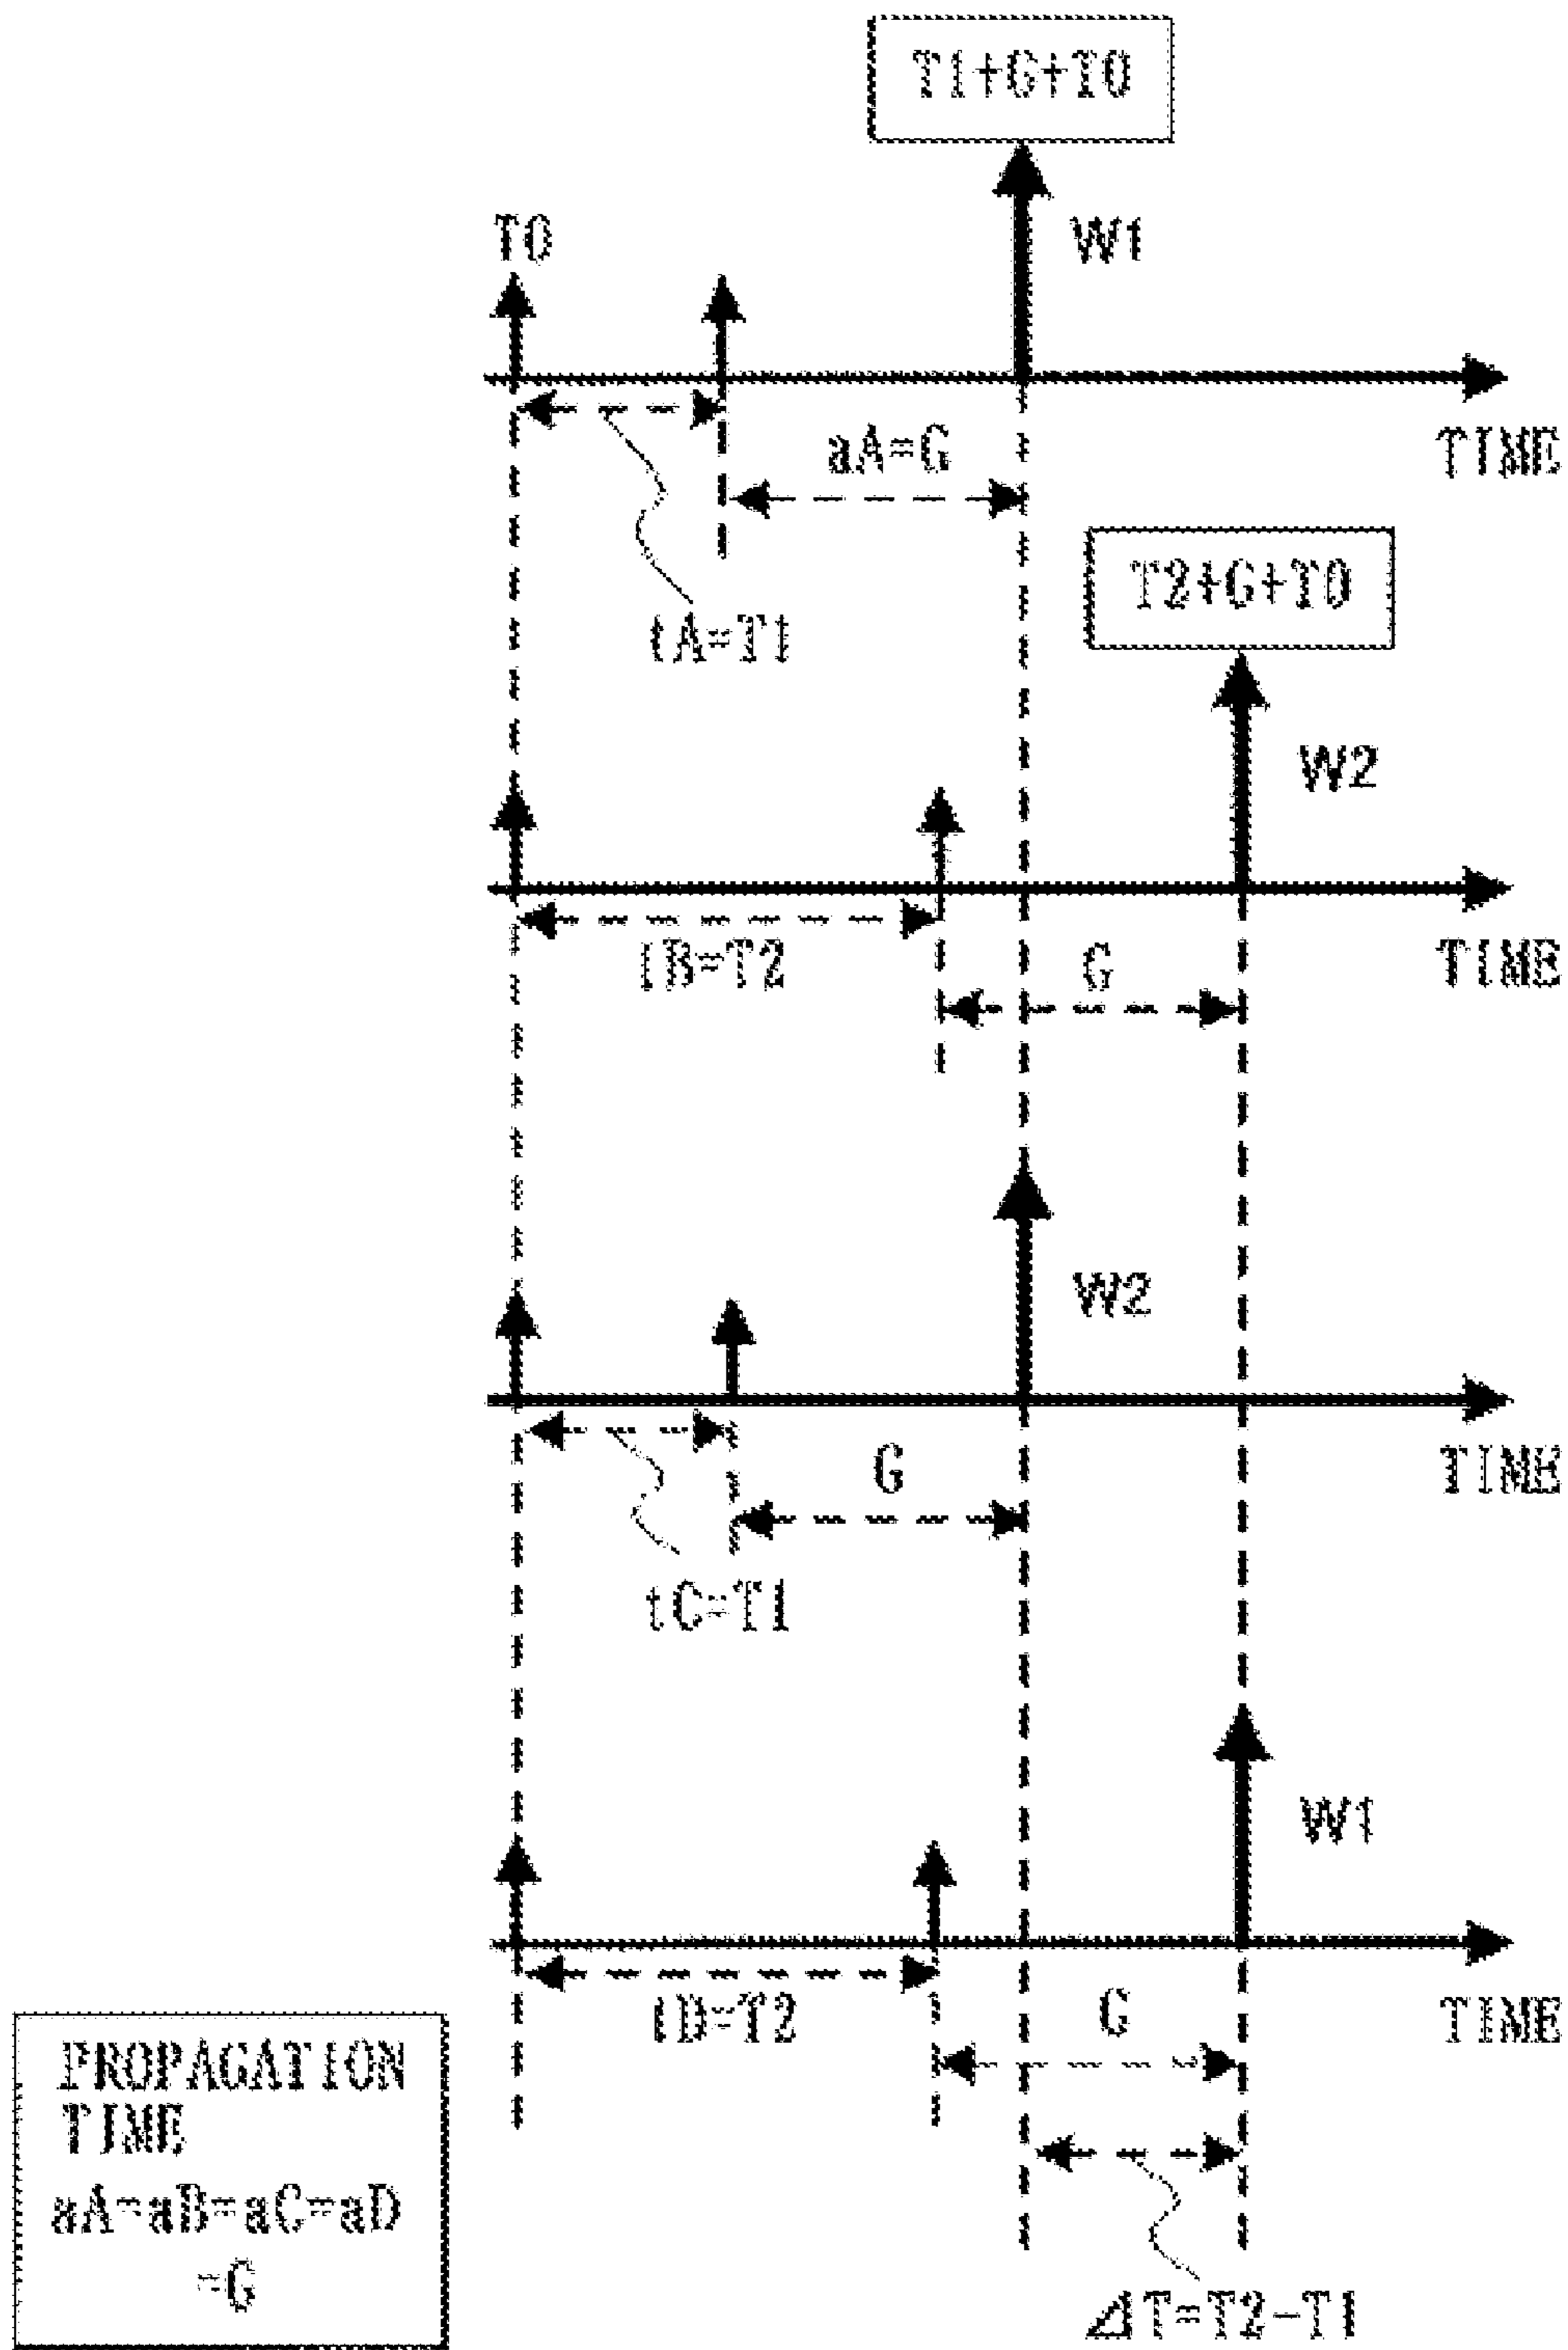 T1+G+T0
T0
W1
TIME
aA=G
T2+G+T0
tA=T1
W2
TIME
tB=T2
G
W2
TIME
G
tC=T1
W1
TIME
tD=T2
G
PROPAGATION
TIME
aA=aB=aC=aD
=G
ΔT=T2-T1